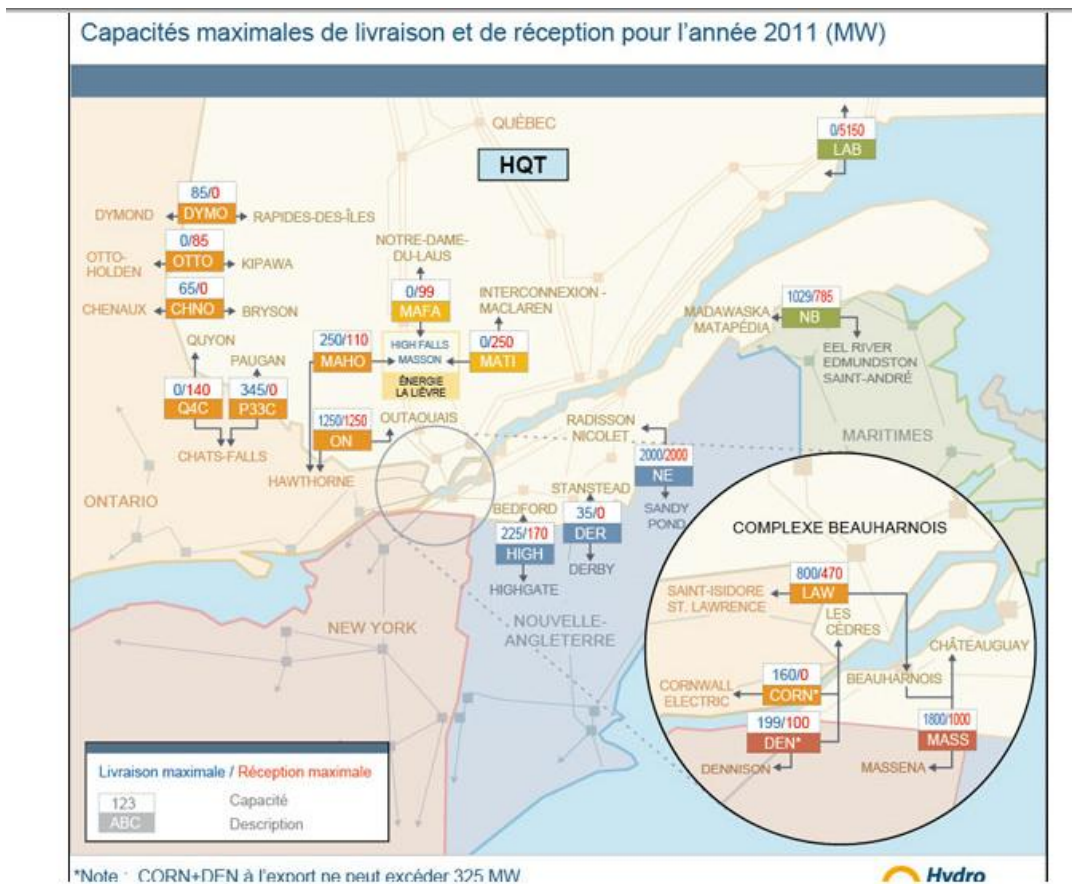 Capacités maximales de livraison et de réception pour l'année 2011 (MW)
QUÉBEC
HQT
0/5150
LAB
85/0
DYMOND
DYMO
RAPIDES-DES-ÎLES
0/85
OTTO-
HOLDEN
OTTO
KIPAWA
65/0
CHENAUX
CHNO
BRYSON
NOTRE-DAME-
DU-LAUS
0/99
MAFA
INTERCONNEXION -
MACLAREN
0/250
MATI
HIGH FALLS
MASSON
ÉNERGIE
LA LIÈVRE
250/110
MAHO
QUYON
PAUGAN
0/140
Q4C
345/0
P33C
CHATS-FALLS
1250/1250
ON
OUTAOUAIS
HAWTHORNE
ONTARIO
MADAWASKA
MATAPÉDIA
1029/785
NB
EEL RIVER
EDMUNDSTON
SAINT-ANDRÉ
MARITIMES
RADISSON
NICOLET
2000/2000
NE
SANDY
POND
STANSTEAD
35/0
DER
DERBY
BEDFORD
225/170
HIGH
HIGHGATE
NEW YORK
NOUVELLE-
ANGLETERRE
COMPLEXE BEAUHARNOIS
800/470
LAW
SAINT-ISIDORE
ST. LAWRENCE
LES
CÈDRES
CHÂTEAUGUAY
BEAUHARNOIS
160/0
CORN*
CORNWALL
ELECTRIC
199/100
DEN*
DENNISON
1800/1000
MASS
MASSENA
Livraison maximale / Réception maximale
123
Capacité
ABC
Description
*Note : CORN+DEN à l'export ne peut excéder 325 MW
Hydro